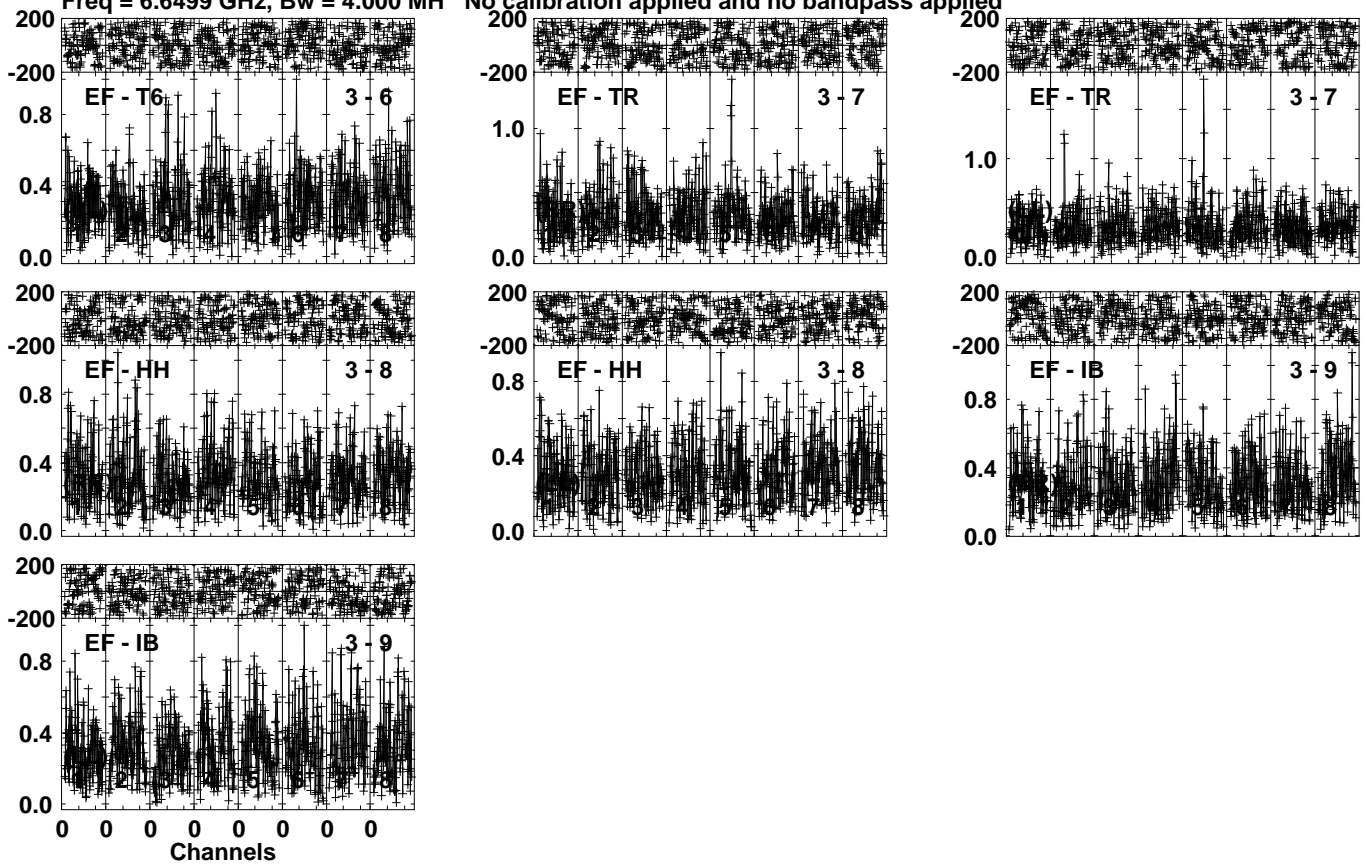 Freq = 6.6499 GHz, Bw = 4.000 MH No calibration applied and no bandpass applied
200 200 200
-200 -200 -200
EF - T6 3 - 6 EF - TR 3 - 7 EF - TR 3 - 7
0.8 1.0 1.0
0.4
0.0 0.0 0.0
200 200 200
-200 -200 -200
EF - HH 3 - 8 EF - HH 3 - 8 EF - IB 3 - 9
0.8 0.8 0.8
0.4 0.4 0.4
0.0 0.0 0.0
200
-200
EF - IB 3 - 9
0.8
0.4
0.0
0 0 0 0 0 0 0 0
Channels